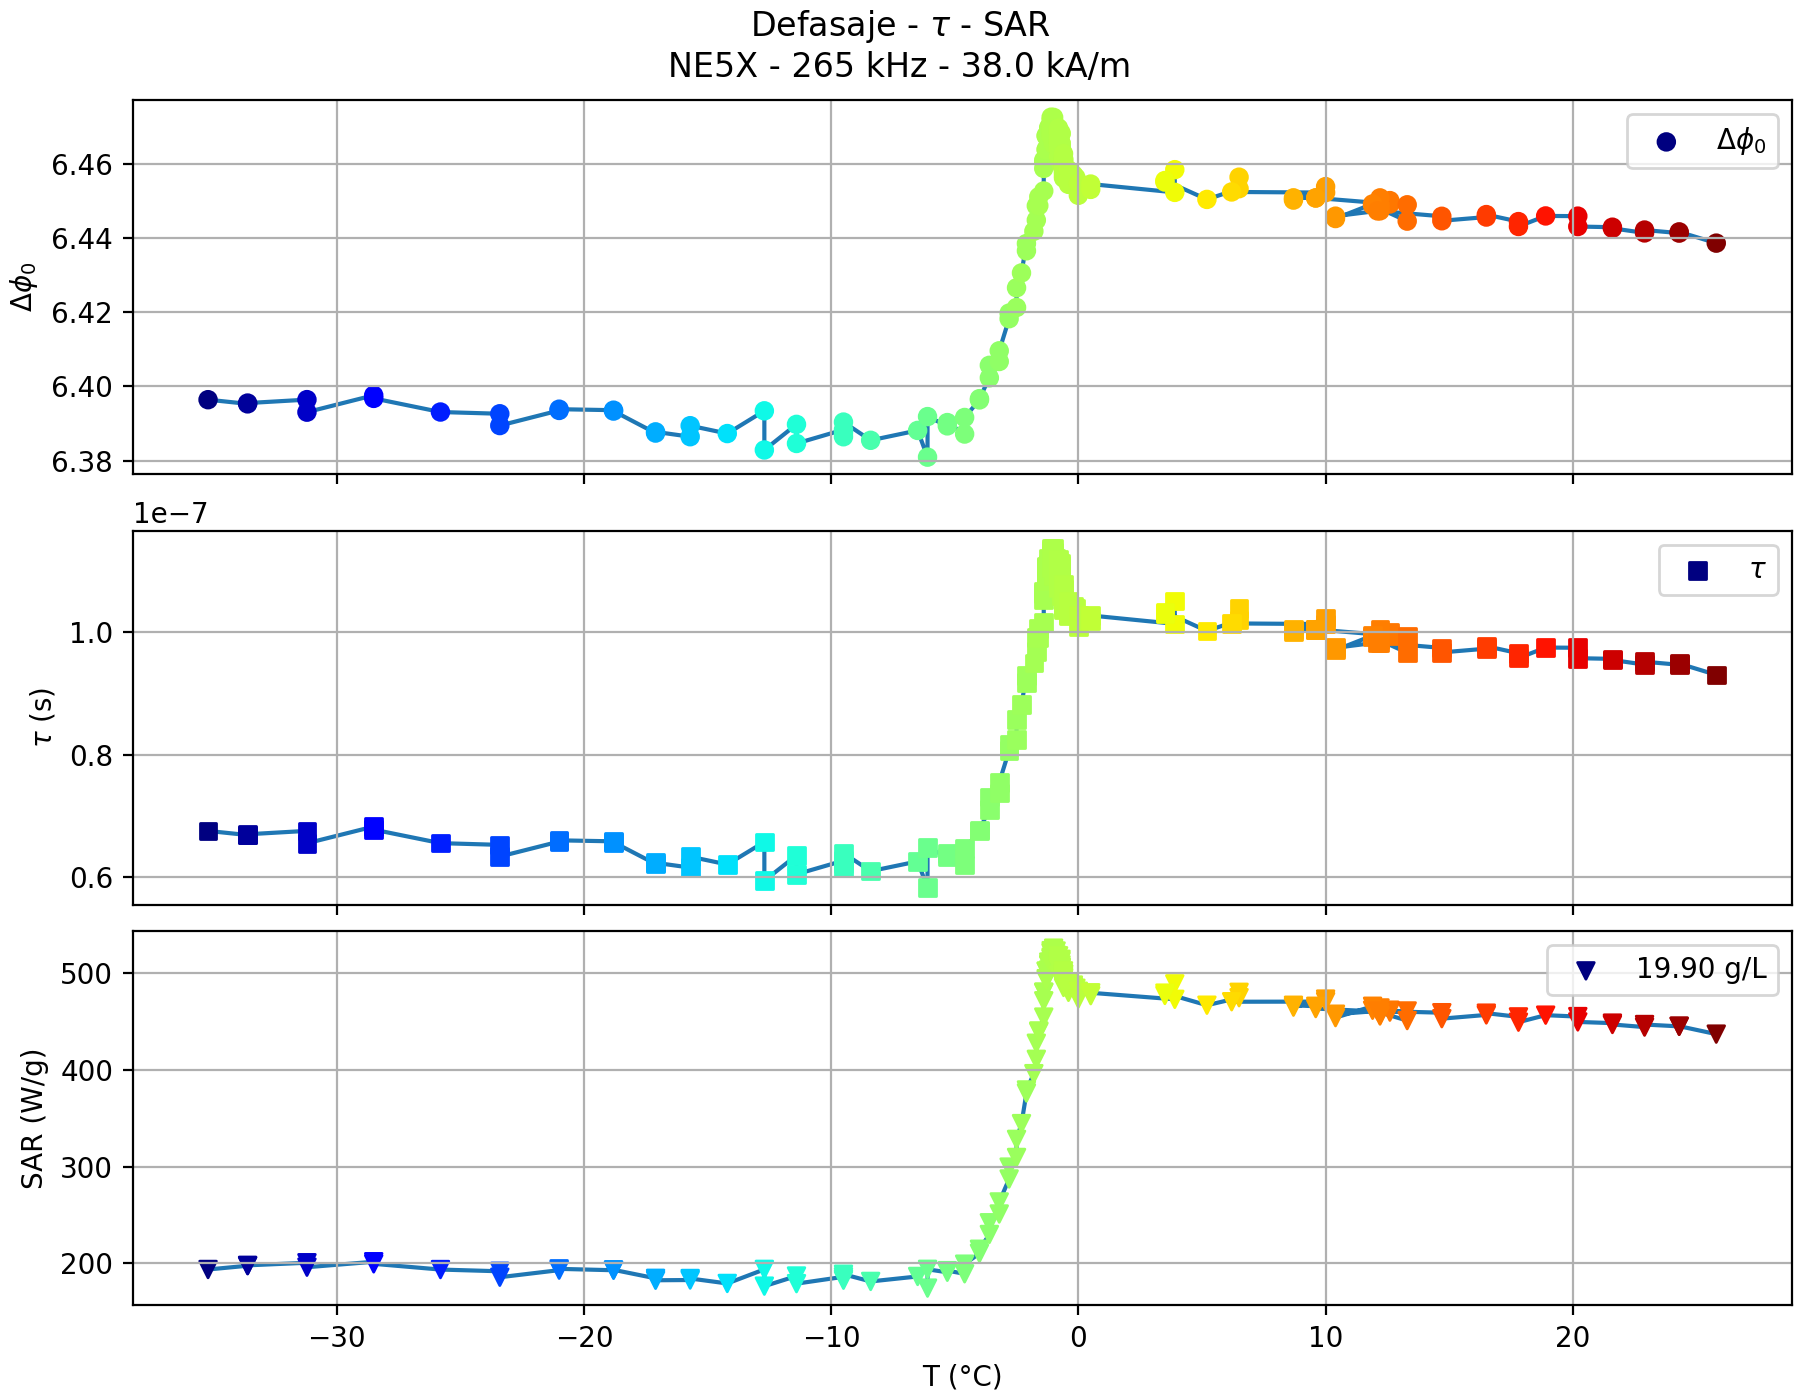 Defasaje - τ - SAR
NE5X - 265 kHz - 38.0 kA/m
Δϕ₀
6.46
6.44
6.42
6.40
6.38
Δϕ₀
1e−7
τ
1.0
0.8
0.6
τ (s)
19.90 g/L
500
400
300
200
SAR (W/g)
−30 −20 −10 0 10 20
T (°C)